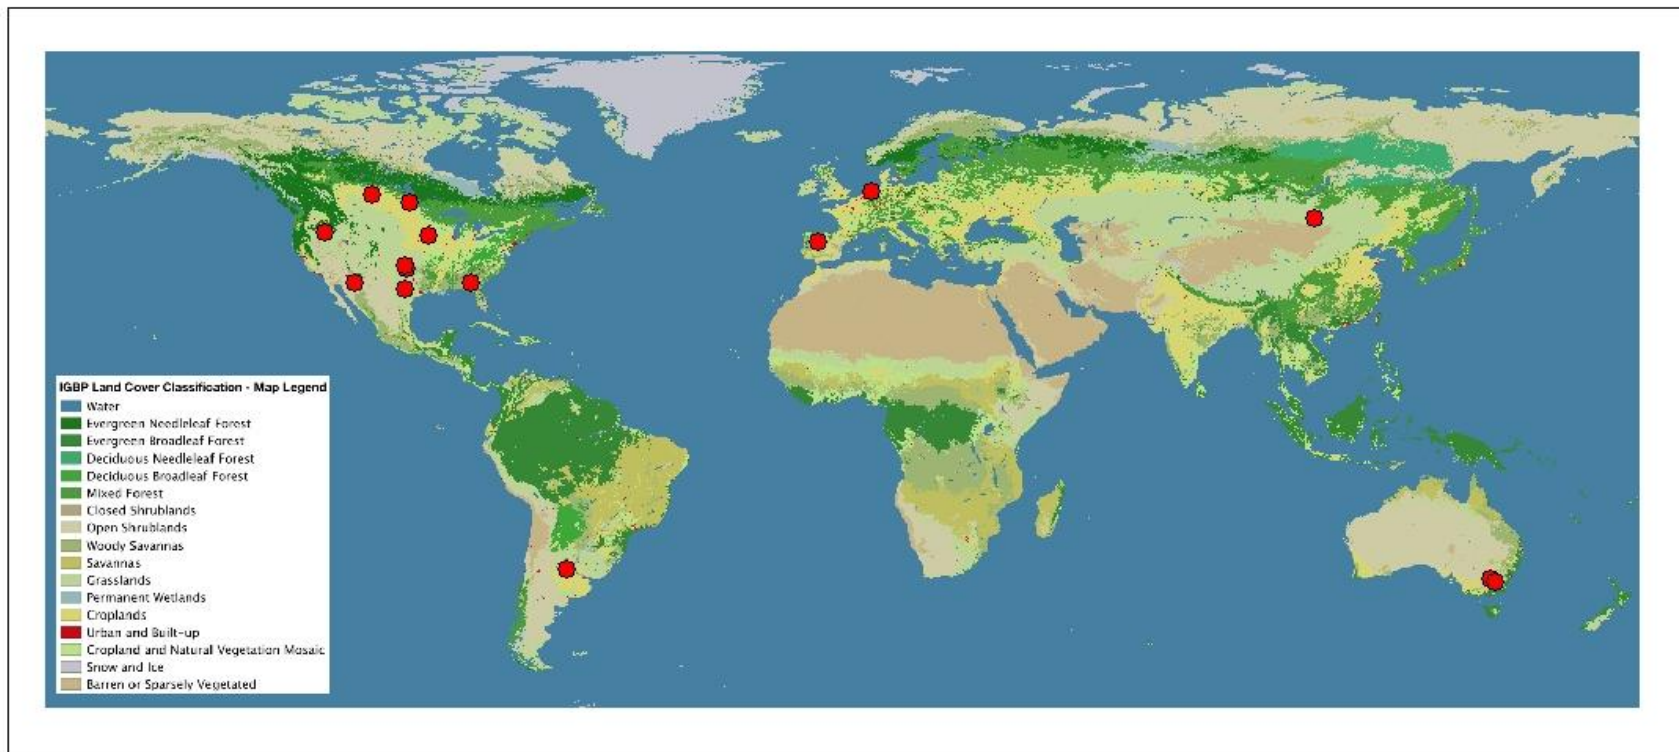 IGBP Land Cover Classification - Map Legend
Water
Evergreen Needleleaf Forest
Evergreen Broadleaf Forest
Deciduous Needleleaf Forest
Deciduous Broadleaf Forest
Mixed Forest
Closed Shrublands
Open Shrublands
Woody Savannas
Savannas
Grasslands
Permanent Wetlands
Croplands
Urban and Built-up
Cropland and Natural Vegetation Mosaic
Snow and Ice
Barren or Sparsely Vegetated